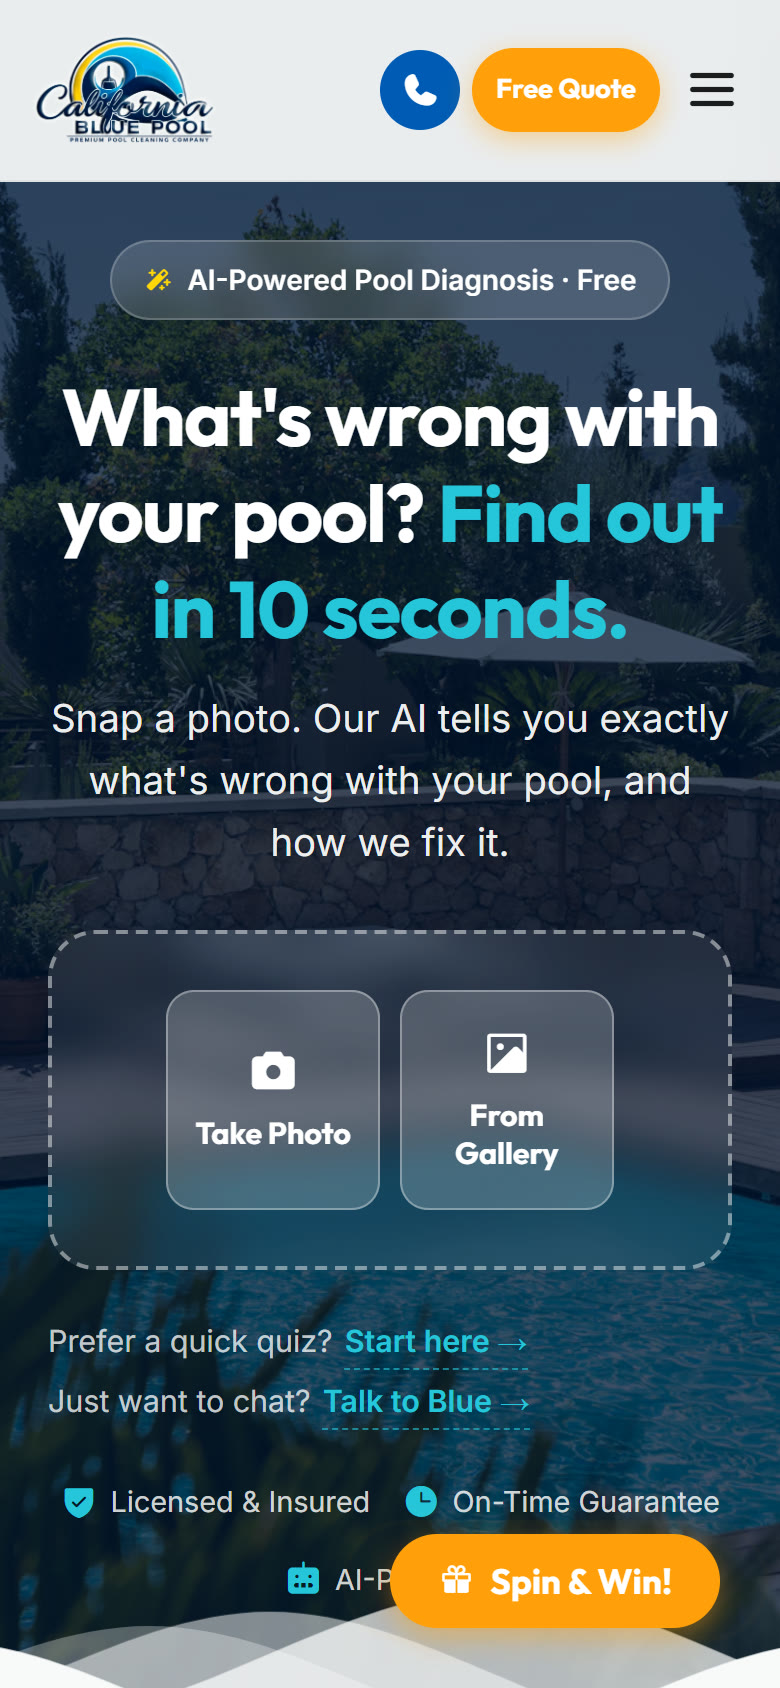 California
BLUE POOL
PREMIUM POOL CLEANING COMPANY
Free Quote
AI-Powered Pool Diagnosis · Free
What's wrong with
your pool? Find out
in 10 seconds.
Snap a photo. Our AI tells you exactly
what's wrong with your pool, and
how we fix it.
Take Photo
From
Gallery
Prefer a quick quiz? Start here →
Just want to chat? Talk to Blue →
Licensed & Insured
On-Time Guarantee
AI-P
Spin & Win!